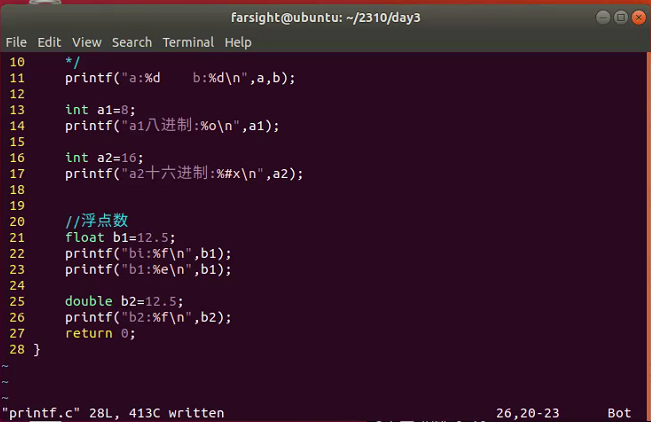 farsight@ubuntu: ~/2310/day3
File Edit View Search Terminal Help
10     */
11     printf("a:%d    b:%d\n",a,b);
12
13     int a1=8;
14     printf("a1八进制:%o\n",a1);
15
16     int a2=16;
17     printf("a2十六进制:%#x\n",a2);
18
19
20     //浮点数
21     float b1=12.5;
22     printf("bi:%f\n",b1);
23     printf("b1:%e\n",b1);
24
25     double b2=12.5;
26     printf("b2:%f\n",b2);
27     return 0;
28 }
~
~
~
"printf.c" 28L, 413C written 26,20-23 Bot